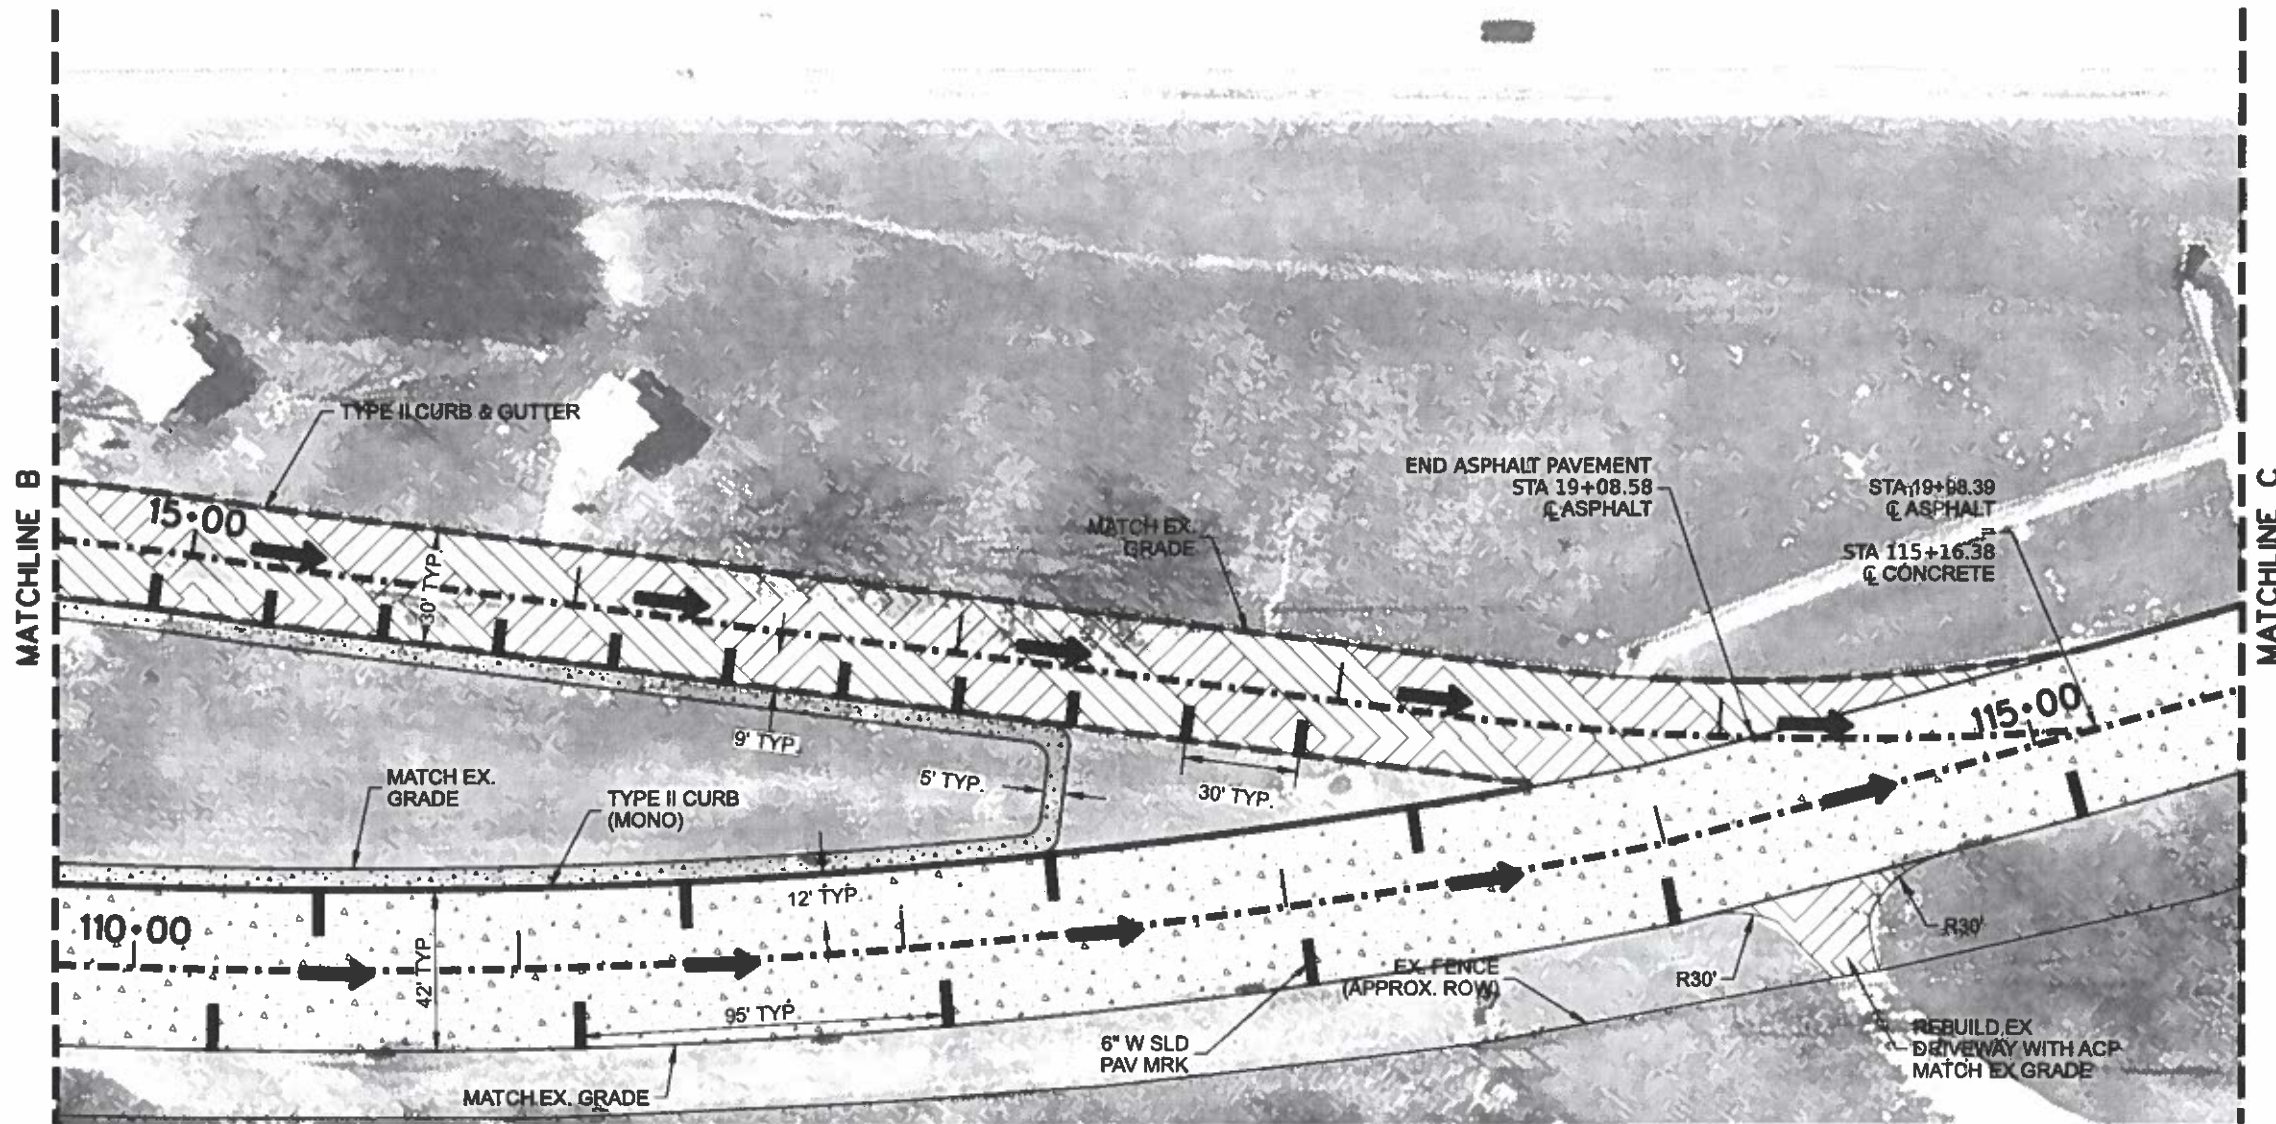 MATCHLINE B
TYPE II CURB & GUTTER
15+00
30' TYP.
MATCH EX.
GRADE
END ASPHALT PAVEMENT
STA 19+08.58
℄ ASPHALT
STA 19+98.39
℄ ASPHALT
=
STA 115+16.38
℄ CONCRETE
MATCHLINE C
115+00
9' TYP.
5' TYP.
30' TYP.
MATCH EX.
GRADE
TYPE II CURB
(MONO)
12' TYP.
110+00
42' TYP.
95' TYP.
MATCH EX. GRADE
6" W SLD
PAV MRK
EX. FENCE
(APPROX. ROW)
R30'
R30'
REBUILD EX
DRIVEWAY WITH ACP
MATCH EX GRADE